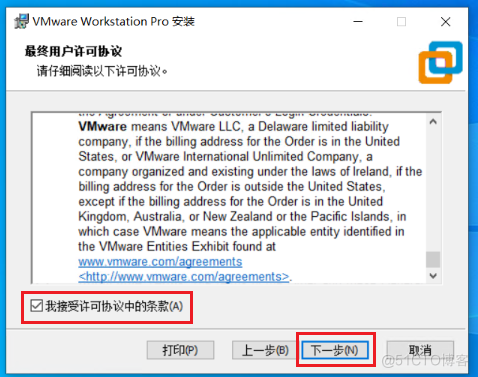 VMware Workstation Pro 安装
最终用户许可协议
请仔细阅读以下许可协议。
VMware means VMware LLC, a Delaware limited liability
company, if the billing address for the Order is in the United
States, or VMware International Unlimited Company, a
company organized and existing under the laws of Ireland, if the
billing address for the Order is outside the United States,
except if the billing address for the Order is in the United
Kingdom, Australia, or New Zealand or the Pacific Islands, in
which case VMware means the applicable entity identified in
the VMware Entities Exhibit found at
www.vmware.com/agreements
<http://www.vmware.com/agreements>.
我接受许可协议中的条款(A)
打印(P) 上一步(B) 下一步(N) 取消
@51CTO博客